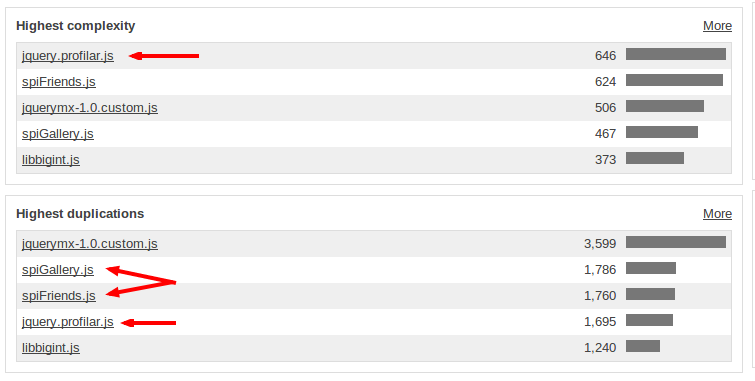 Highest complexity More
jquery.profilar.js 646
spiFriends.js 624
jquerymx-1.0.custom.js 506
spiGallery.js 467
libbigint.js 373
Highest duplications More
jquerymx-1.0.custom.js 3,599
spiGallery.js 1,786
spiFriends.js 1,760
jquery.profilar.js 1,695
libbigint.js 1,240